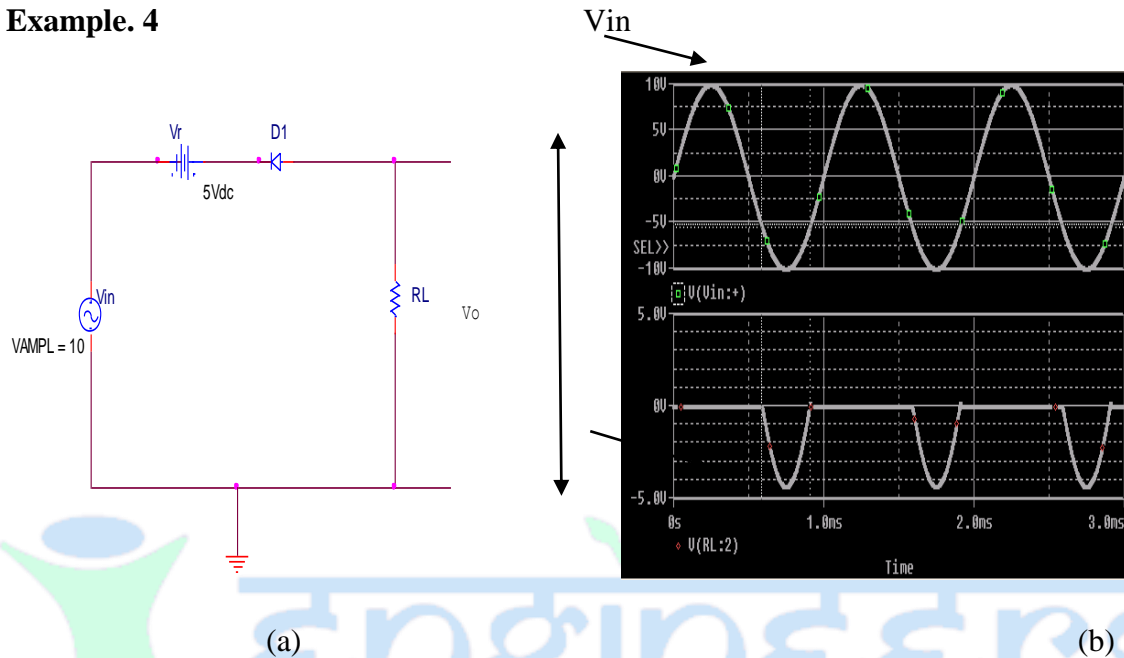 Example. 4
Vin
Vr
D1
5Vdc
Vin
VAMPL = 10
RL
Vo
10V
5V
0V
-5V
SEL>>
-10V
V(Vin:+)
5.0V
0V
-5.0V
0s
1.0ms
2.0ms
3.0ms
V(RL:2)
Time
(a)
(b)